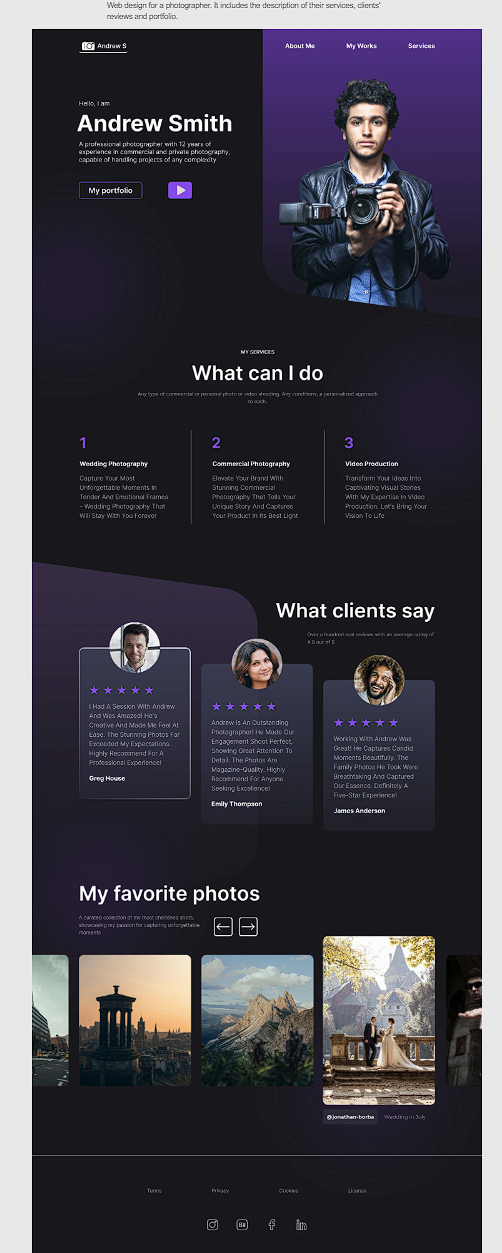 Web design for a photographer. It includes the description of their services, clients'
reviews and portfolio.
Andrew S
About Me
My Works
Services
Hello, I am
Andrew Smith
A professional photographer with 12 years of
experience in commercial and private photography,
capable of handling projects of any complexity
My portfolio
MY SERVICES
What can I do
Any type of commercial or personal photo or video shooting. Any conditions, a personalized approach
to each.
1
Wedding Photography
Capture Your Most
Unforgettable Moments In
Tender And Emotional Frames
– Wedding Photography That
Will Stay With You Forever
2
Commercial Photography
Elevate Your Brand With
Stunning Commercial
Photography That Tells Your
Unique Story And Captures
Your Product In Its Best Light
3
Video Production
Transform Your Ideas Into
Captivating Visual Stories
With My Expertise In Video
Production. Let's Bring Your
Vision To Life
What clients say
Over a hundred real reviews with an average rating of
4.9 out of 5
I Had A Session With Andrew
And Was Amazed! He's
Creative And Made Me Feel At
Ease. The Stunning Photos Far
Exceeded My Expectations.
Highly Recommend For A
Professional Experience!
Greg House
Andrew Is An Outstanding
Photographer! He Made Our
Engagement Shoot Perfect,
Showing Great Attention To
Detail. The Photos Are
Magazine-Quality. Highly
Recommend For Anyone
Seeking Excellence!
Emily Thompson
Working With Andrew Was
Great! He Captures Candid
Moments Beautifully. The
Family Photos He Took Were
Breathtaking And Captured
Our Essence. Definitely A
Five-Star Experience!
James Anderson
My favorite photos
A curated collection of my most cherished shots,
showcasing my passion for capturing unforgettable
moments
@jonathan-borba
Wedding in July
Terms
Privacy
Cookies
License